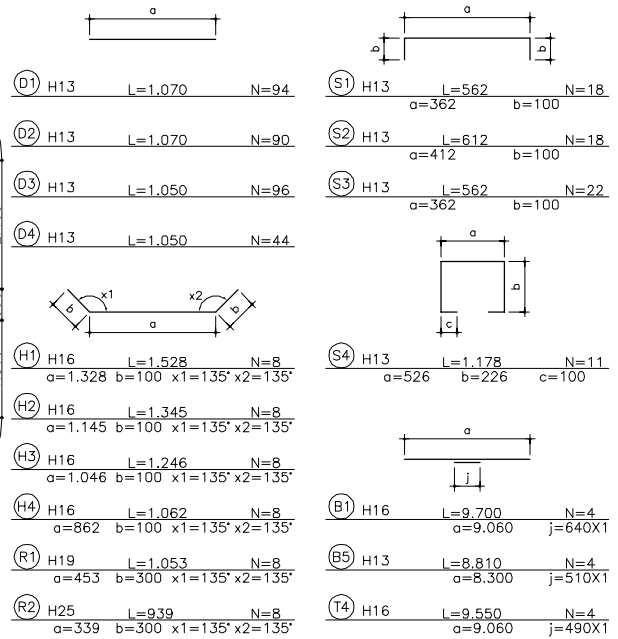 a
D1 H13 L=1.070 N=94
D2 H13 L=1.070 N=90
D3 H13 L=1.050 N=96
D4 H13 L=1.050 N=44
b x1 x2 b
a
H1 H16 L=1.528 N=8
a=1.328 b=100 x1=135° x2=135°
H2 H16 L=1.345 N=8
a=1.145 b=100 x1=135° x2=135°
H3 H16 L=1.246 N=8
a=1.046 b=100 x1=135° x2=135°
H4 H16 L=1.062 N=8
a=862 b=100 x1=135° x2=135°
R1 H19 L=1.053 N=8
a=453 b=300 x1=135° x2=135°
R2 H25 L=939 N=8
a=339 b=300 x1=135° x2=135°
a
b b
S1 H13 L=562 N=18
a=362 b=100
S2 H13 L=612 N=18
a=412 b=100
S3 H13 L=562 N=22
a=362 b=100
a
b
c
S4 H13 L=1.178 N=11
a=526 b=226 c=100
a
j
B1 H16 L=9.700 N=4
a=9.060 j=640X1
B5 H13 L=8.810 N=4
a=8.300 j=510X1
T4 H16 L=9.550 N=4
a=9.060 j=490X1